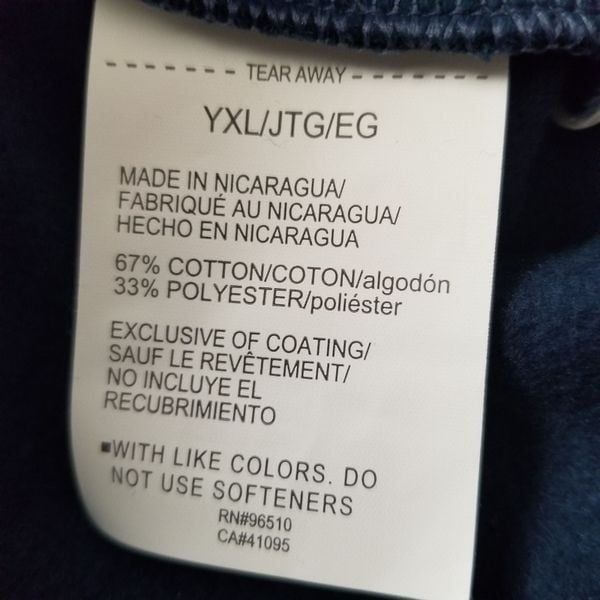 - - - - - - - TEAR AWAY - - - - - - -
YXL/JTG/EG
MADE IN NICARAGUA/
FABRIQUÉ AU NICARAGUA/
HECHO EN NICARAGUA
67% COTTON/COTON/algodón
33% POLYESTER/poliéster
EXCLUSIVE OF COATING/
SAUF LE REVÊTEMENT/
NO INCLUYE EL
RECUBRIMIENTO
▪WITH LIKE COLORS. DO
NOT USE SOFTENERS
RN#96510
CA#41095